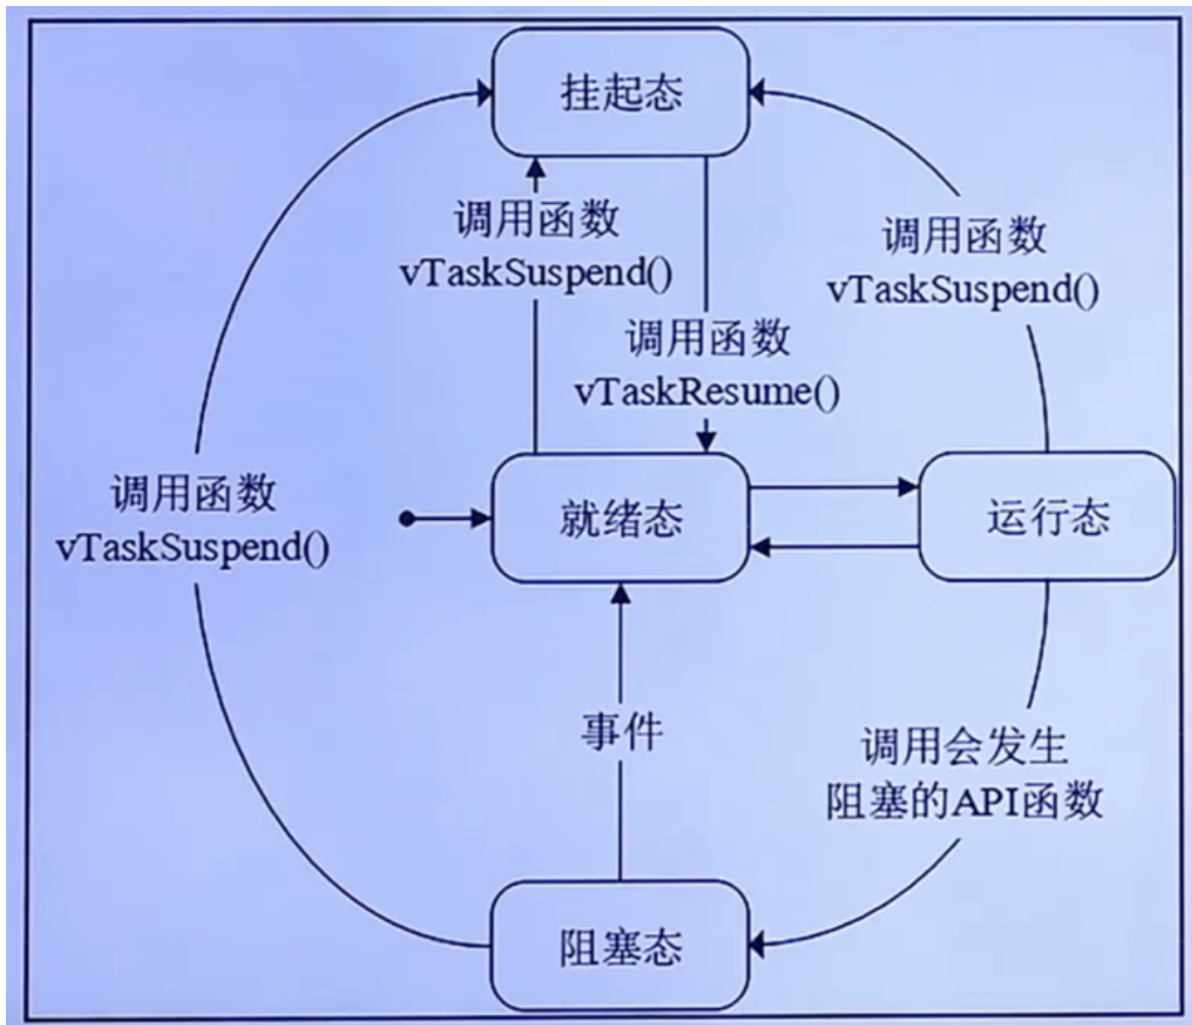 挂起态
调用函数
vTaskSuspend()
调用函数
vTaskSuspend()
调用函数
vTaskResume()
调用函数
vTaskSuspend()
就绪态
运行态
事件
调用会发生
阻塞的API函数
阻塞态